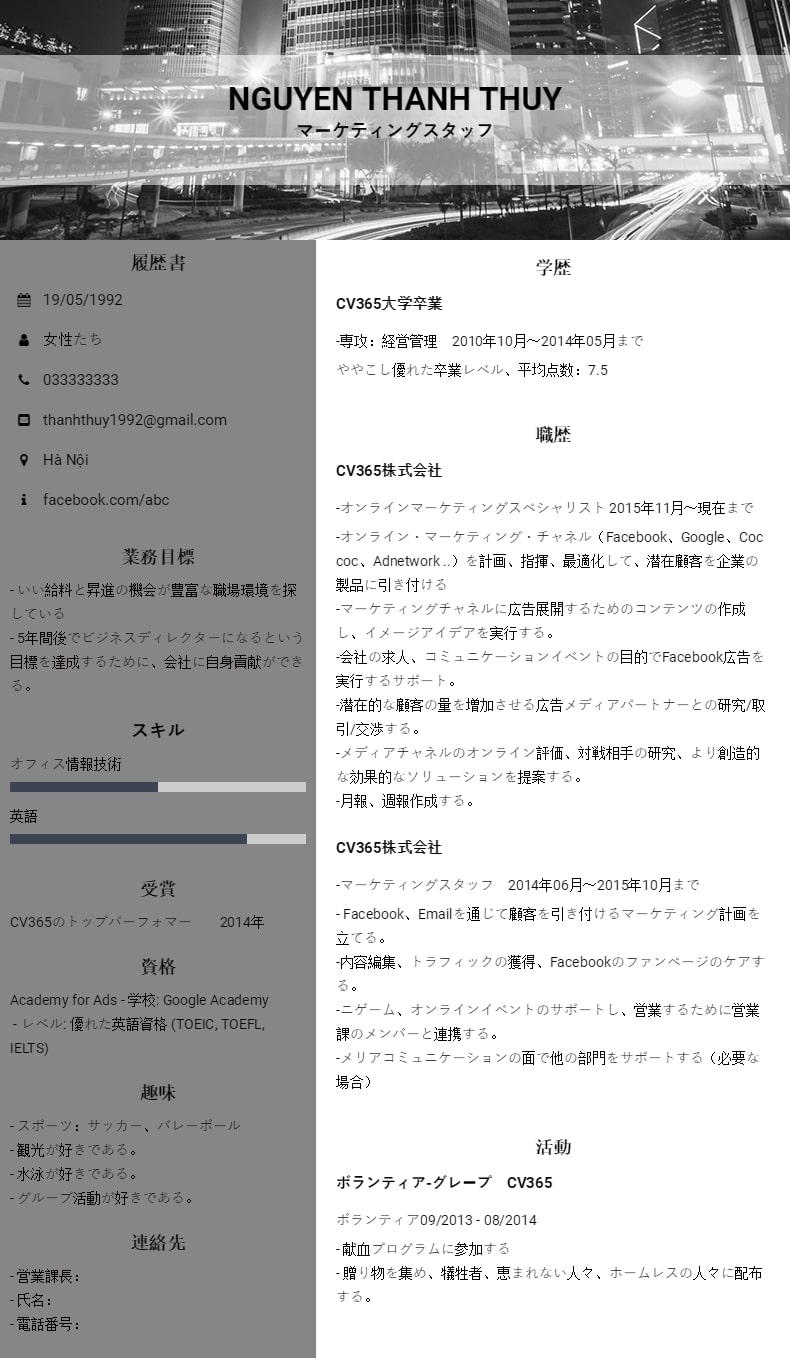 NGUYEN THANH THUY
マーケティングスタッフ
履歴書
19/05/1992
女性たち
033333333
thanhthuy1992@gmail.com
Hà Nội
facebook.com/abc
業務目標
- いい給料と昇進の機会が豊富な職場環境を探
している
- 5年間後でビジネスディレクターになるという
目標を達成するために、会社に自身貢献ができ
る。
スキル
オフィス情報技術
英語
受賞
CV365のトップパーフォマー 2014年
資格
Academy for Ads - 学校: Google Academy
- レベル: 優れた英語資格 (TOEIC, TOEFL,
IELTS)
趣味
- スポーツ：サッカー、バレーボール
- 観光が好きである。
- 水泳が好きである。
- グループ活動が好きである。
連絡先
- 営業課長：
- 氏名：
- 電話番号：
学歴
CV365大学卒業
-専攻：経営管理 2010年10月～2014年05月まで
ややこし優れた卒業レベル、平均点数：7.5
職歴
CV365株式会社
-オンラインマーケティングスペシャリスト 2015年11月～現在まで
-オンライン・マーケティング・チャネル（Facebook、Google、Coc
coc、Adnetwork ..）を計画、指揮、最適化して、潜在顧客を企業の
製品に引き付ける
-マーケティングチャネルに広告展開するためのコンテンツの作成
し、イメージアイデアを実行する。
-会社の求人、コミュニケーションイベントの目的でFacebook広告を
実行するサポート。
-潜在的な顧客の量を増加させる広告メディアパートナーとの研究/取
引/交渉する。
-メディアチャネルのオンライン評価、対戦相手の研究、より創造的
な効果的なソリューションを提案する。
-月報、週報作成する。
CV365株式会社
-マーケティングスタッフ 2014年06月～2015年10月まで
- Facebook、Emailを通じて顧客を引き付けるマーケティング計画を
立てる。
-内容編集、トラフィックの獲得、Facebookのファンページのケアす
る。
-ニゲーム、オンラインイベントのサポートし、営業するために営業
課のメンバーと連携する。
-メリアコミュニケーションの面で他の部門をサポートする（必要な
場合）
活動
ボランティア-グレープ CV365
ボランティア09/2013 - 08/2014
- 献血プログラムに参加する
- 贈り物を集め、犠牲者、恵まれない人々、ホームレスの人々に配布
する。